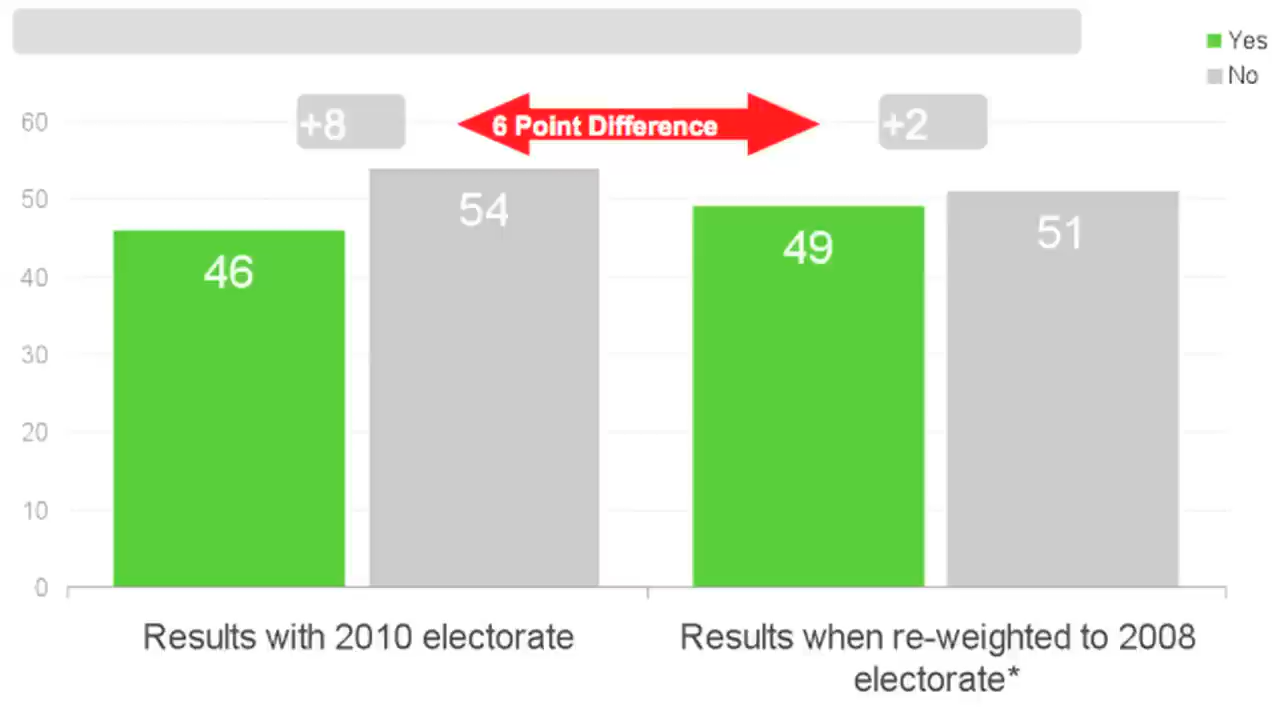 Yes
No
+8
6 Point Difference
+2
60
50
40
30
20
10
0
46
54
49
51
Results with 2010 electorate
Results when re-weighted to 2008
electorate*